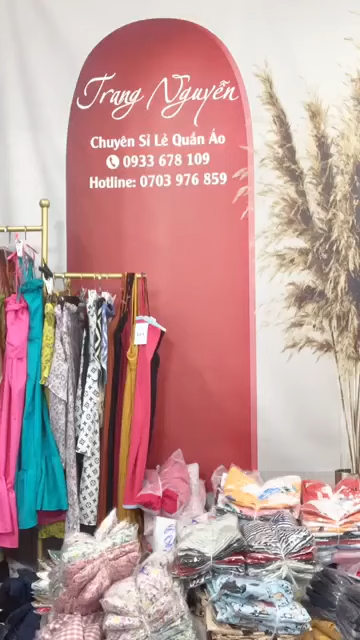 Trang Nguyễn
Chuyên Sỉ Lẻ Quần Áo
0933 678 109
Hotline: 0703 976 859